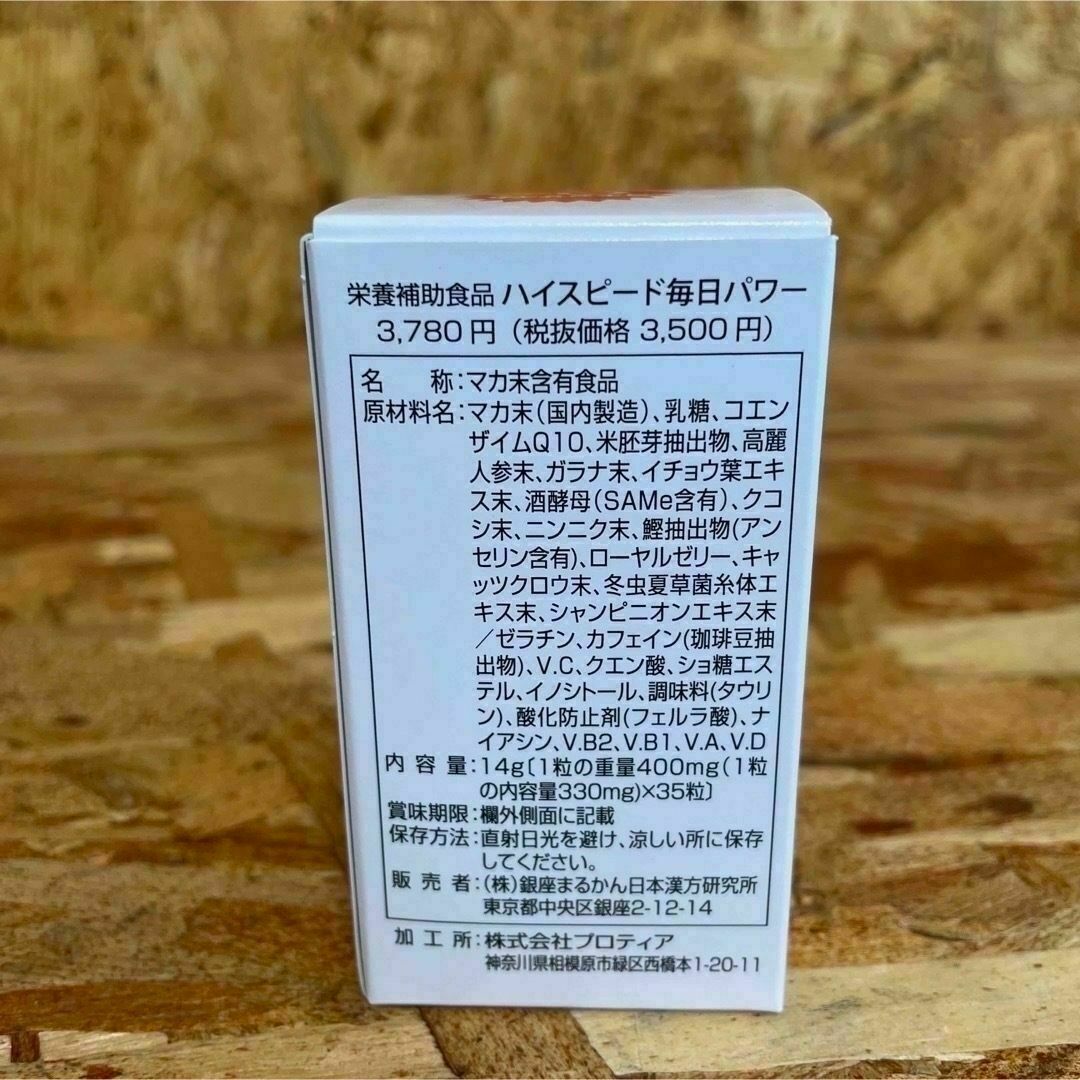 栄養補助食品 ハイスピード毎日パワー
3,780円（税抜価格 3,500円）
名　　称：マカ末含有食品
原材料名：マカ末（国内製造）、乳糖、コエン
ザイムQ10、米胚芽抽出物、高麗
人参末、ガラナ末、イチョウ葉エキ
ス末、酒酵母（SAMe含有）、クコ
シ末、ニンニク末、鰹抽出物(アン
セリン含有)、ローヤルゼリー、キャ
ッツクロウ末、冬虫夏草菌糸体エ
キス末、シャンピニオンエキス末
／ゼラチン、カフェイン(珈琲豆抽
出物)、V.C、クエン酸、ショ糖エス
テル、イノシトール、調味料(タウリ
ン)、酸化防止剤(フェルラ酸)、ナ
イアシン、V.B2、V.B1、V.A、V.D
内 容 量：14g〔1粒の重量400mg（1粒
の内容量330mg)×35粒〕
賞味期限：欄外側面に記載
保存方法：直射日光を避け、涼しい所に保存
してください。
販 売 者：（株）銀座まるかん日本漢方研究所
東京都中央区銀座2-12-14
加 工 所：株式会社プロティア
神奈川県相模原市緑区西橋本1-20-11